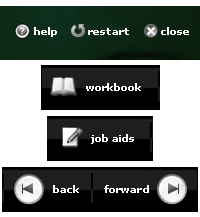 help restart close
workbook
job aids
back forward